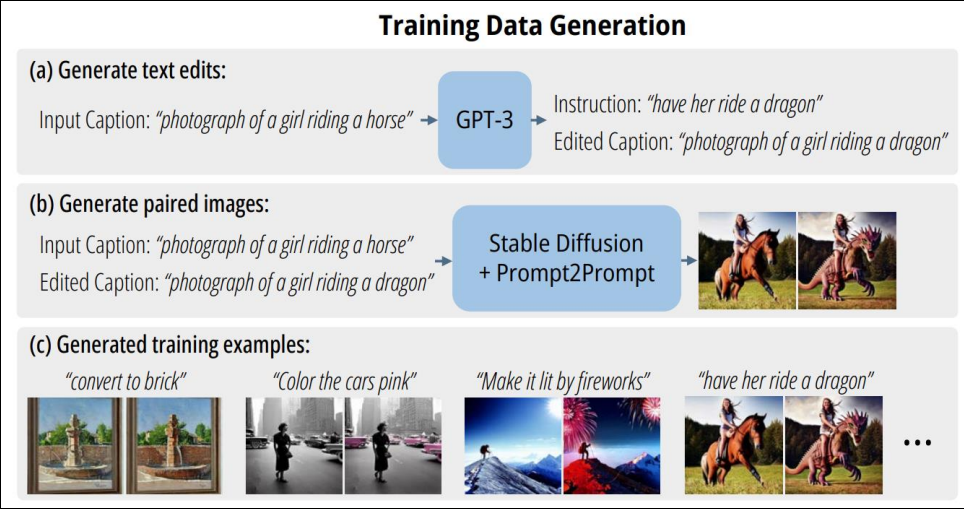 Training Data Generation
(a) Generate text edits:
Input Caption: “photograph of a girl riding a horse”
GPT-3
Instruction: “have her ride a dragon”
Edited Caption: “photograph of a girl riding a dragon”
(b) Generate paired images:
Input Caption: “photograph of a girl riding a horse”
Edited Caption: “photograph of a girl riding a dragon”
Stable Diffusion
+ Prompt2Prompt
(c) Generated training examples:
“convert to brick”
“Color the cars pink”
“Make it lit by fireworks”
“have her ride a dragon”
...